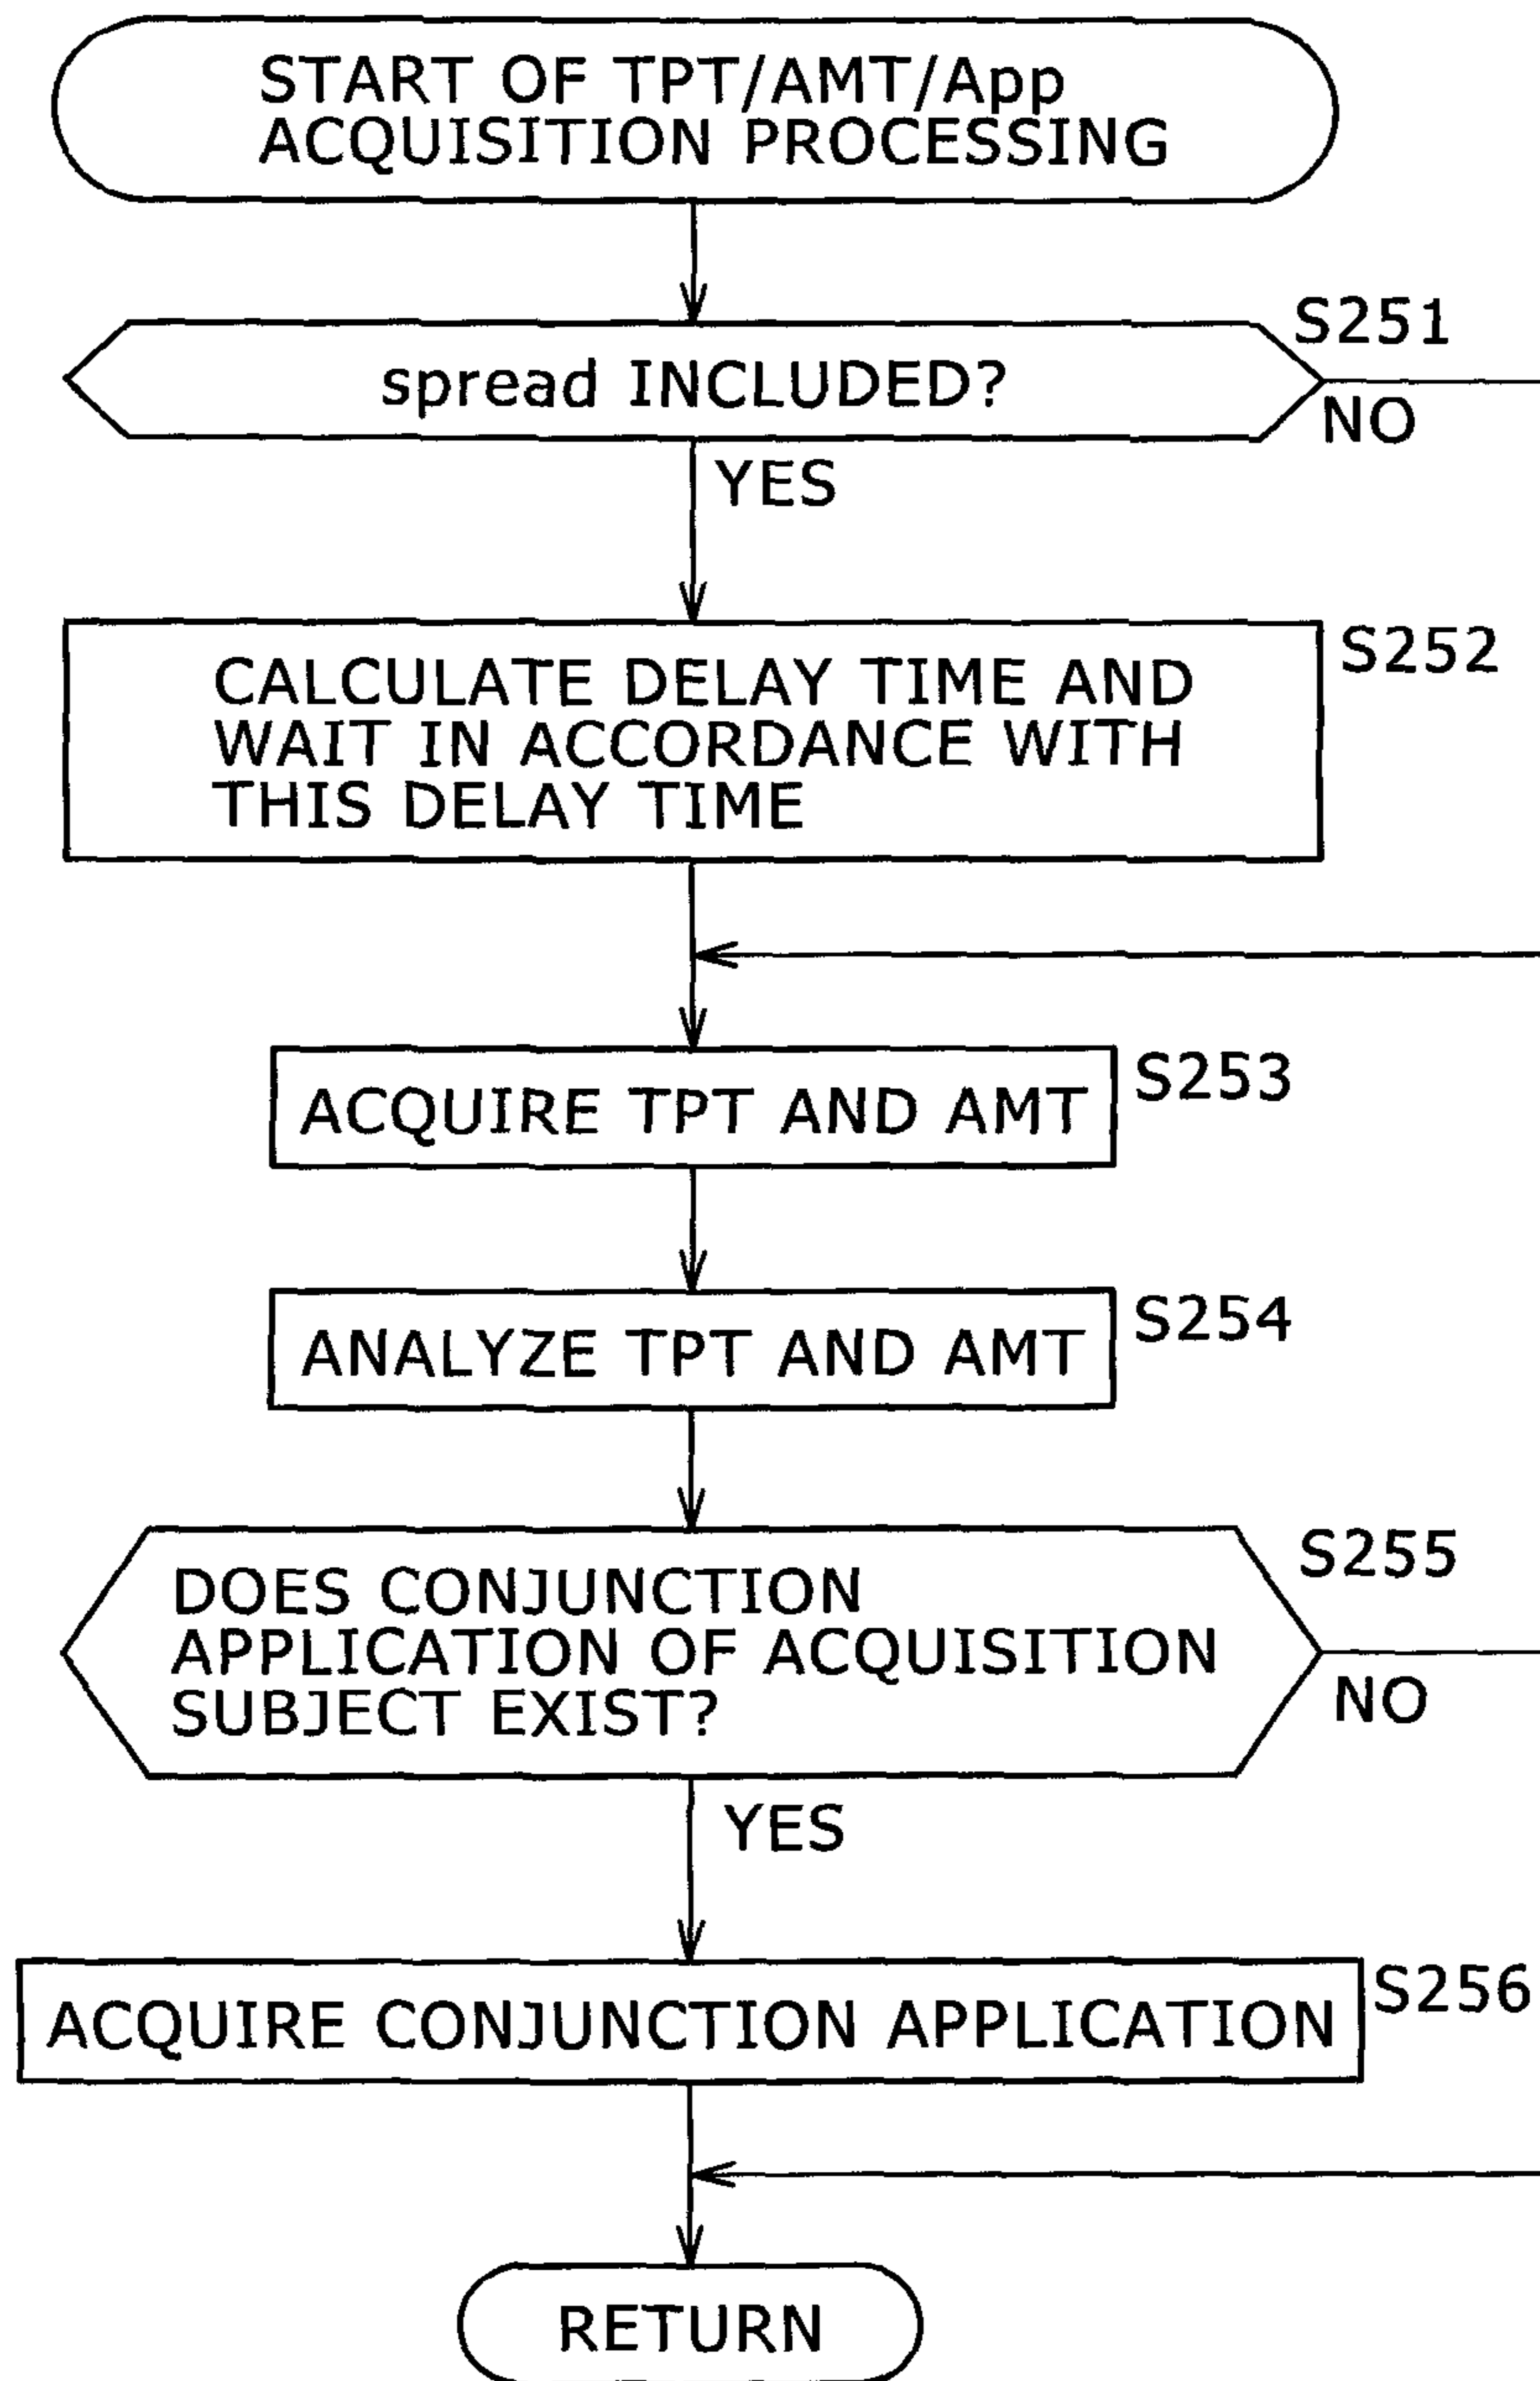 START OF TPT/AMT/App
ACQUISITION PROCESSING
S251
spread INCLUDED?
NO
YES
S252
CALCULATE DELAY TIME AND
WAIT IN ACCORDANCE WITH
THIS DELAY TIME
S253
ACQUIRE TPT AND AMT
S254
ANALYZE TPT AND AMT
S255
DOES CONJUNCTION
APPLICATION OF ACQUISITION
SUBJECT EXIST?
NO
YES
S256
ACQUIRE CONJUNCTION APPLICATION
RETURN